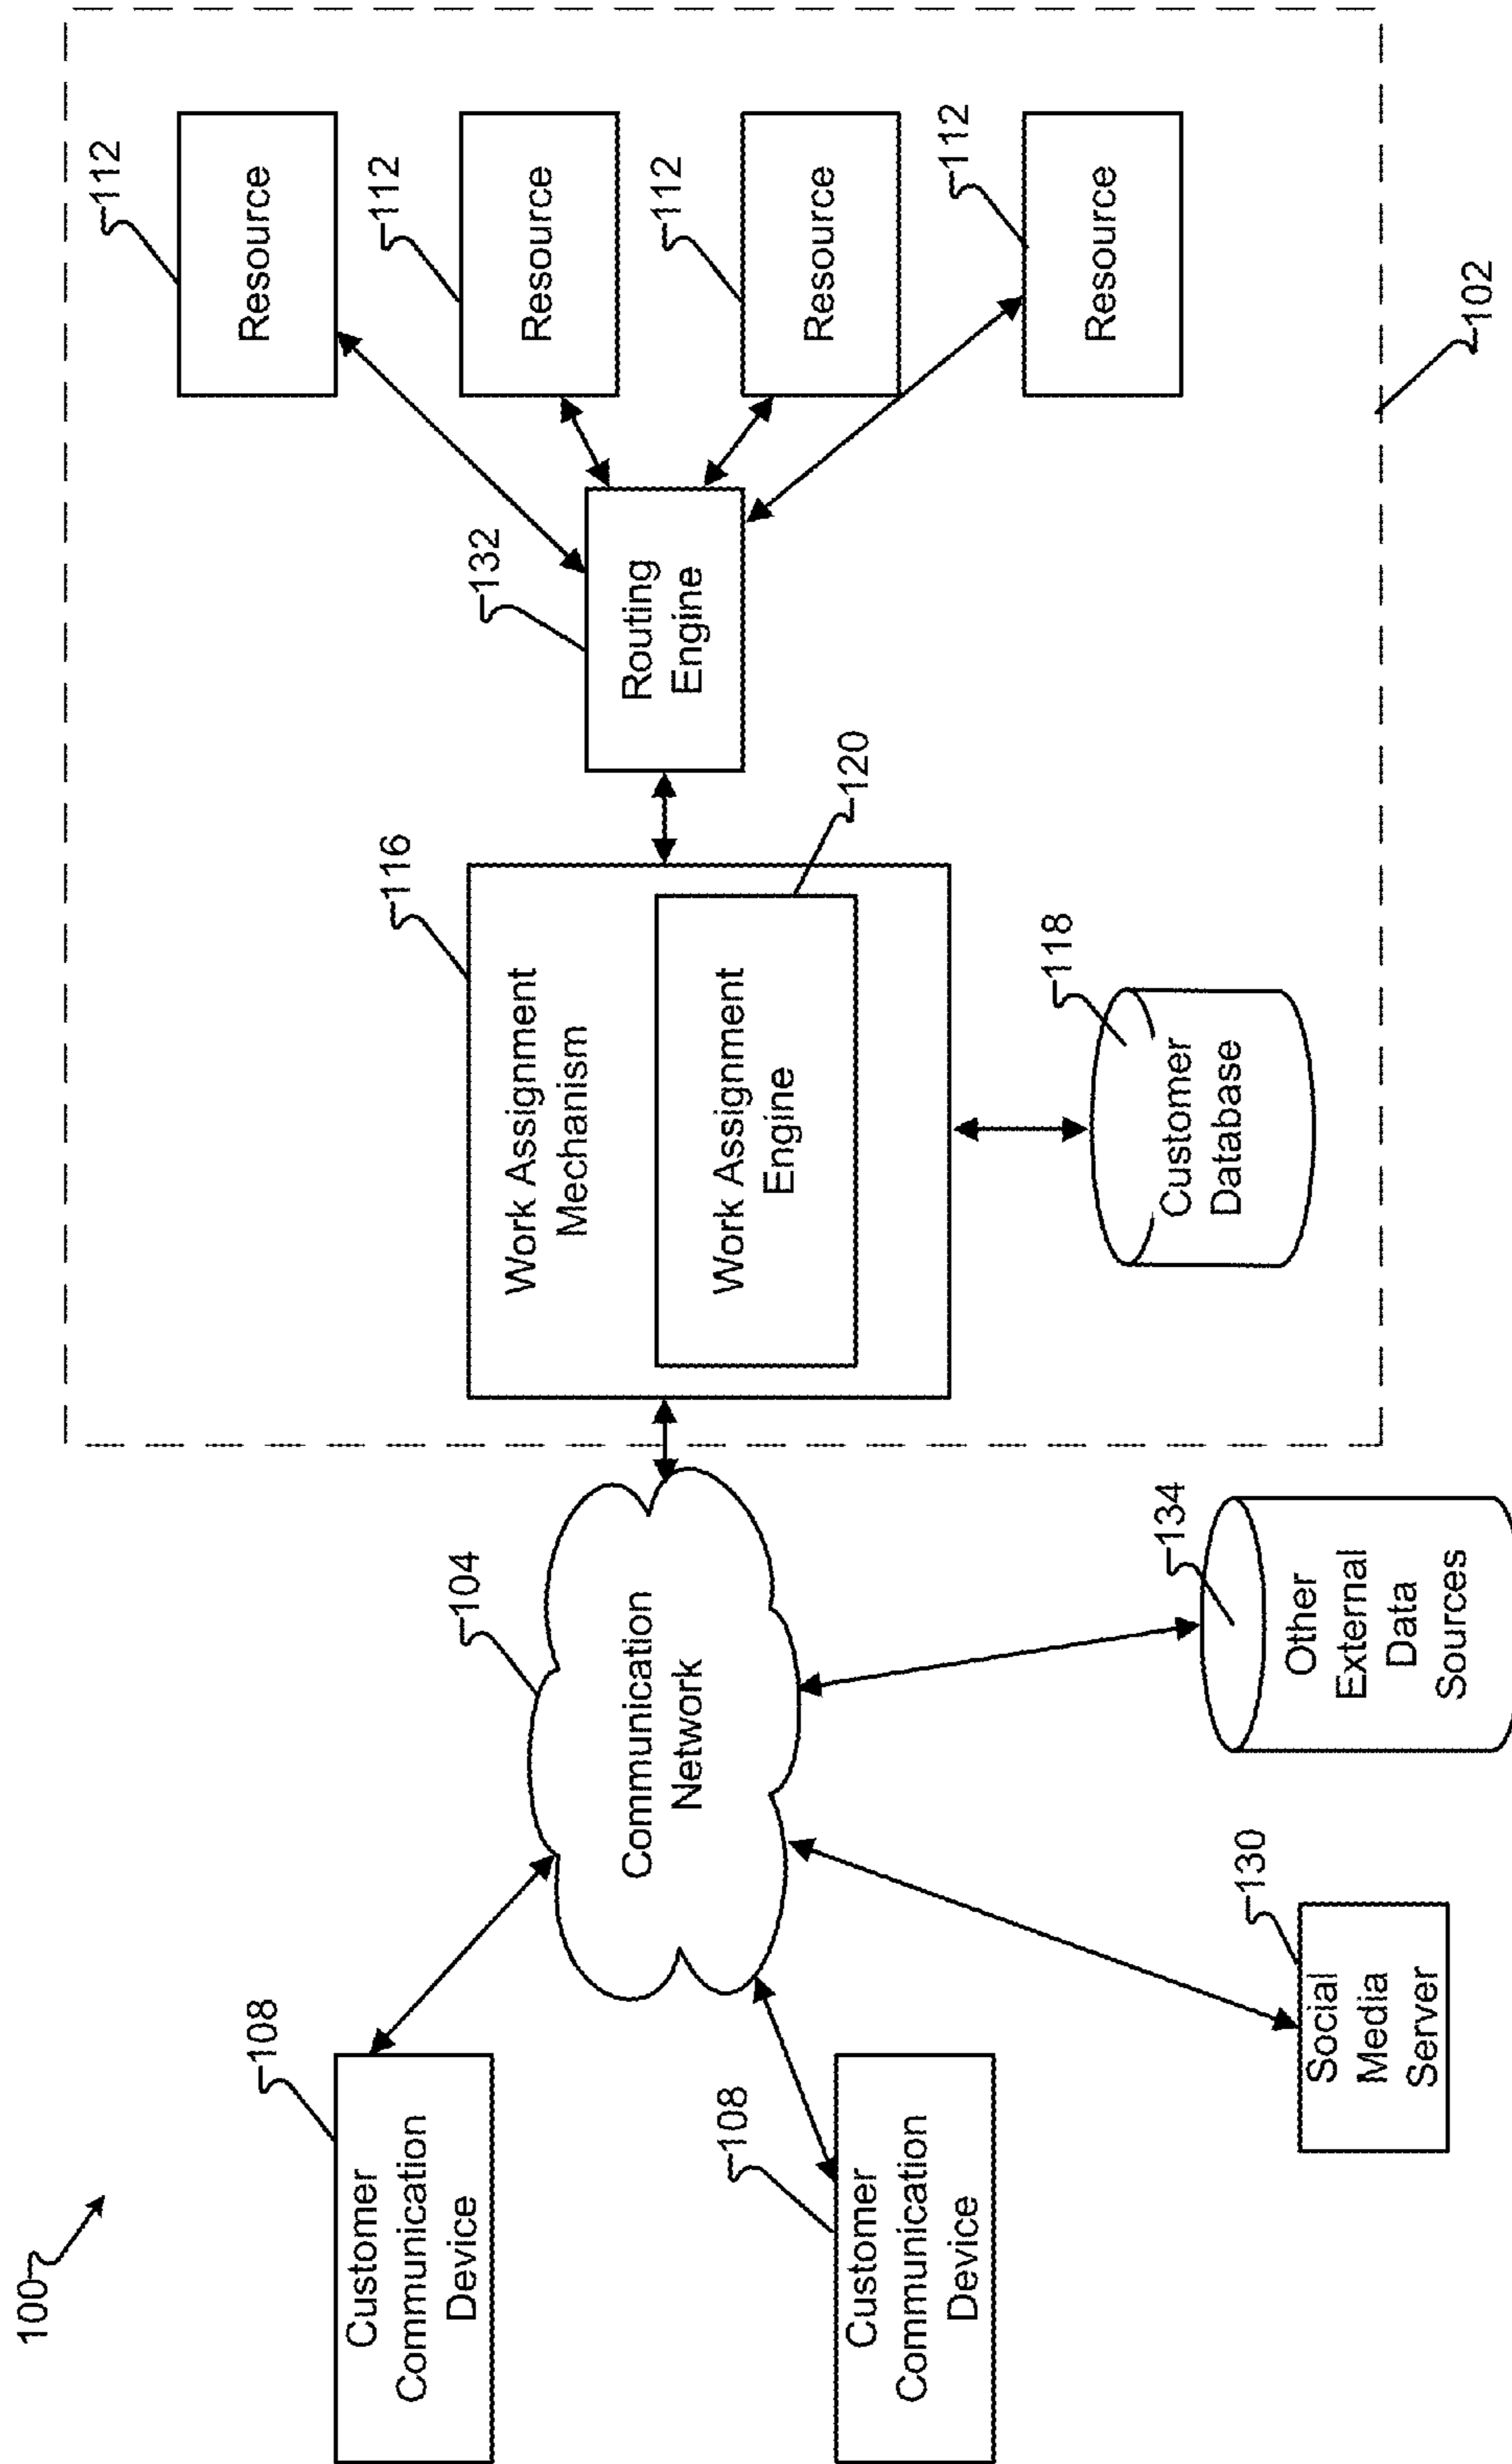 100
108
Customer
Communication
Device
108
Customer
Communication
Device
104
Communication
Network
130
Social
Media
Server
134
Other
External
Data
Sources
116
Work Assignment
Mechanism
120
Work Assignment
Engine
118
Customer
Database
132
Routing
Engine
112
Resource
112
Resource
112
Resource
112
Resource
102